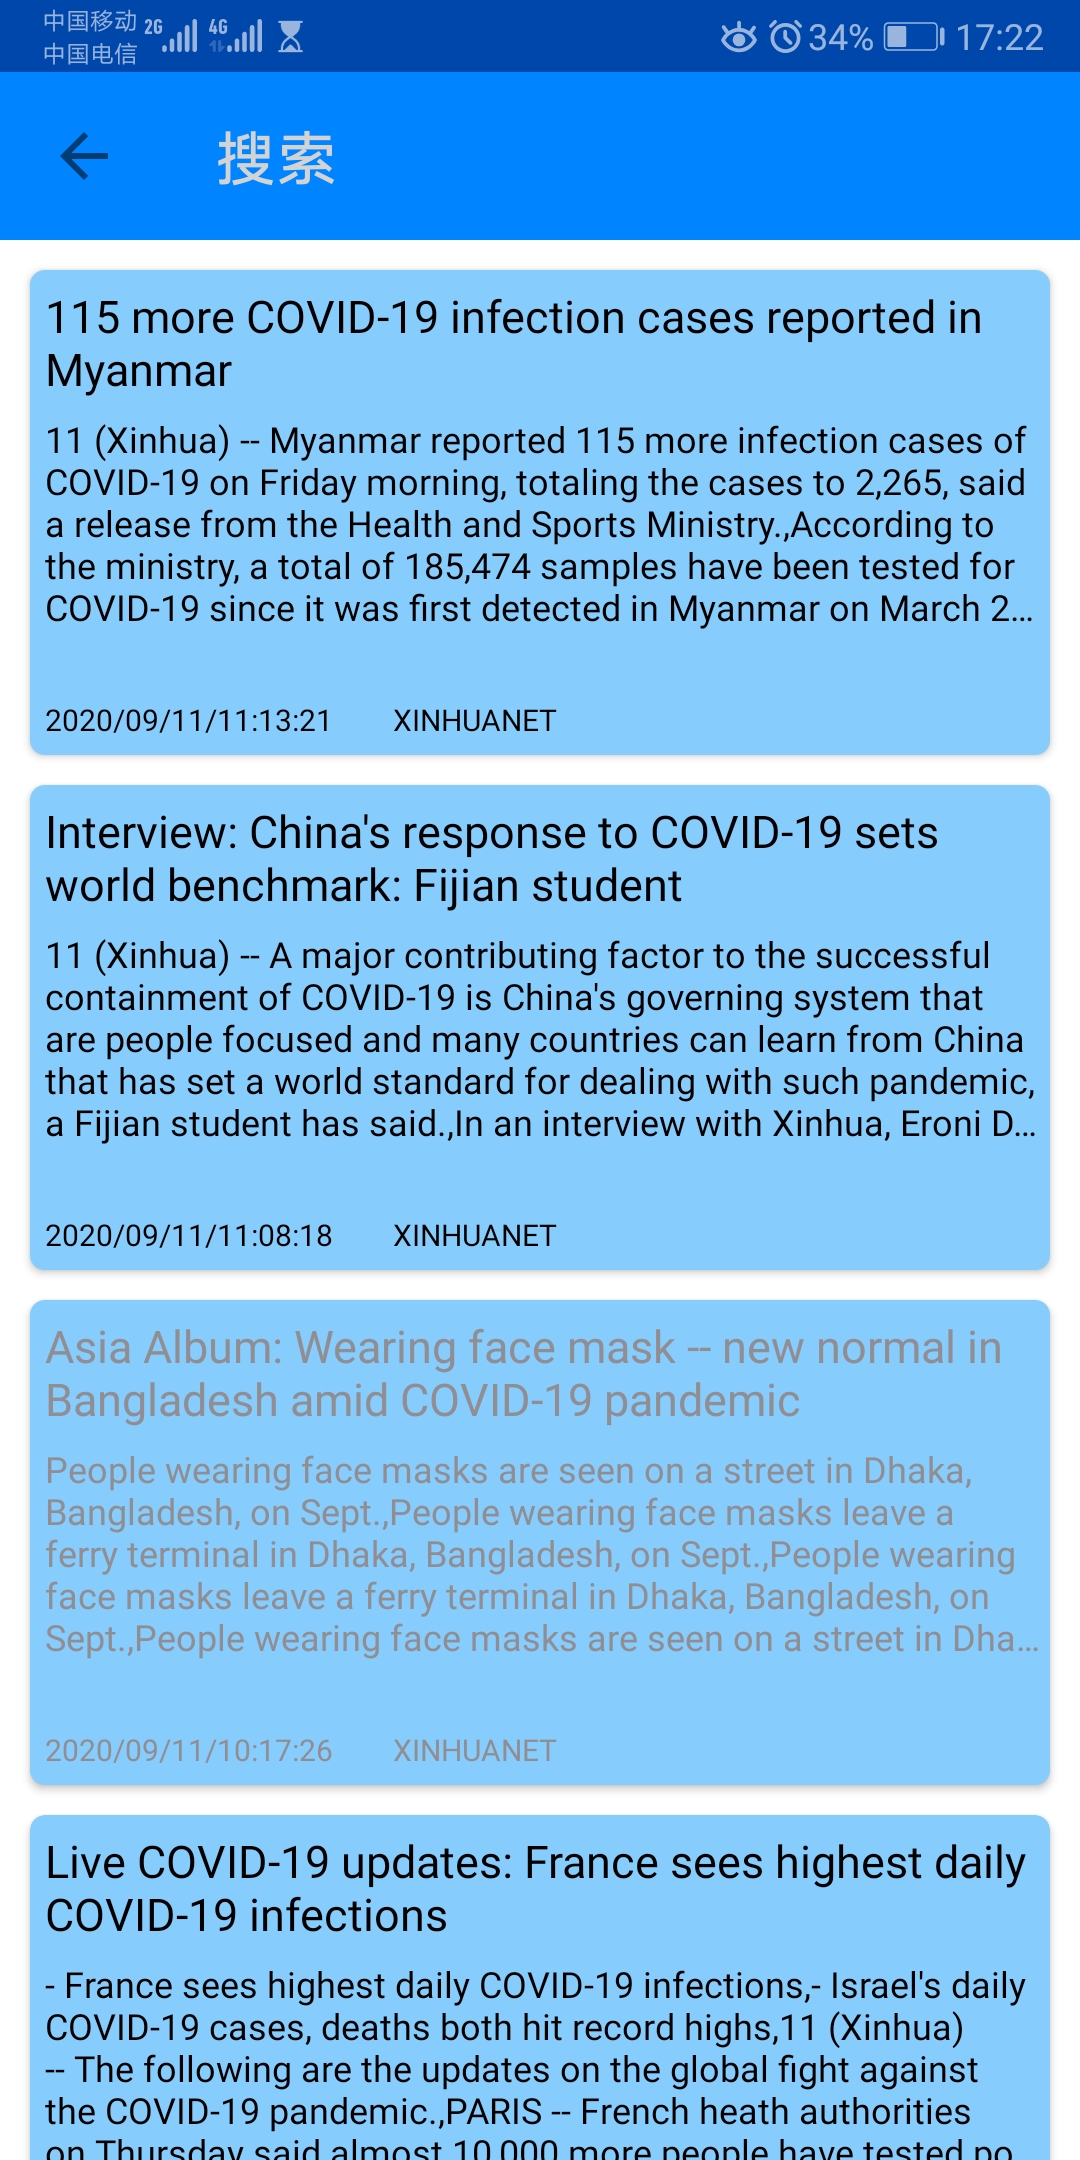 中国移动 2G 4G 34% 17:22
中国电信
搜索
115 more COVID-19 infection cases reported in
Myanmar
11 (Xinhua) -- Myanmar reported 115 more infection cases of
COVID-19 on Friday morning, totaling the cases to 2,265, said
a release from the Health and Sports Ministry.,According to
the ministry, a total of 185,474 samples have been tested for
COVID-19 since it was first detected in Myanmar on March 2...
2020/09/11/11:13:21 XINHUANET
Interview: China's response to COVID-19 sets
world benchmark: Fijian student
11 (Xinhua) -- A major contributing factor to the successful
containment of COVID-19 is China's governing system that
are people focused and many countries can learn from China
that has set a world standard for dealing with such pandemic,
a Fijian student has said.,In an interview with Xinhua, Eroni D...
2020/09/11/11:08:18 XINHUANET
Asia Album: Wearing face mask -- new normal in
Bangladesh amid COVID-19 pandemic
People wearing face masks are seen on a street in Dhaka,
Bangladesh, on Sept.,People wearing face masks leave a
ferry terminal in Dhaka, Bangladesh, on Sept.,People wearing
face masks leave a ferry terminal in Dhaka, Bangladesh, on
Sept.,People wearing face masks are seen on a street in Dha...
2020/09/11/10:17:26 XINHUANET
Live COVID-19 updates: France sees highest daily
COVID-19 infections
- France sees highest daily COVID-19 infections,- Israel's daily
COVID-19 cases, deaths both hit record highs,11 (Xinhua)
-- The following are the updates on the global fight against
the COVID-19 pandemic.,PARIS -- French heath authorities
on Thursday said almost 10,000 more people have tested po